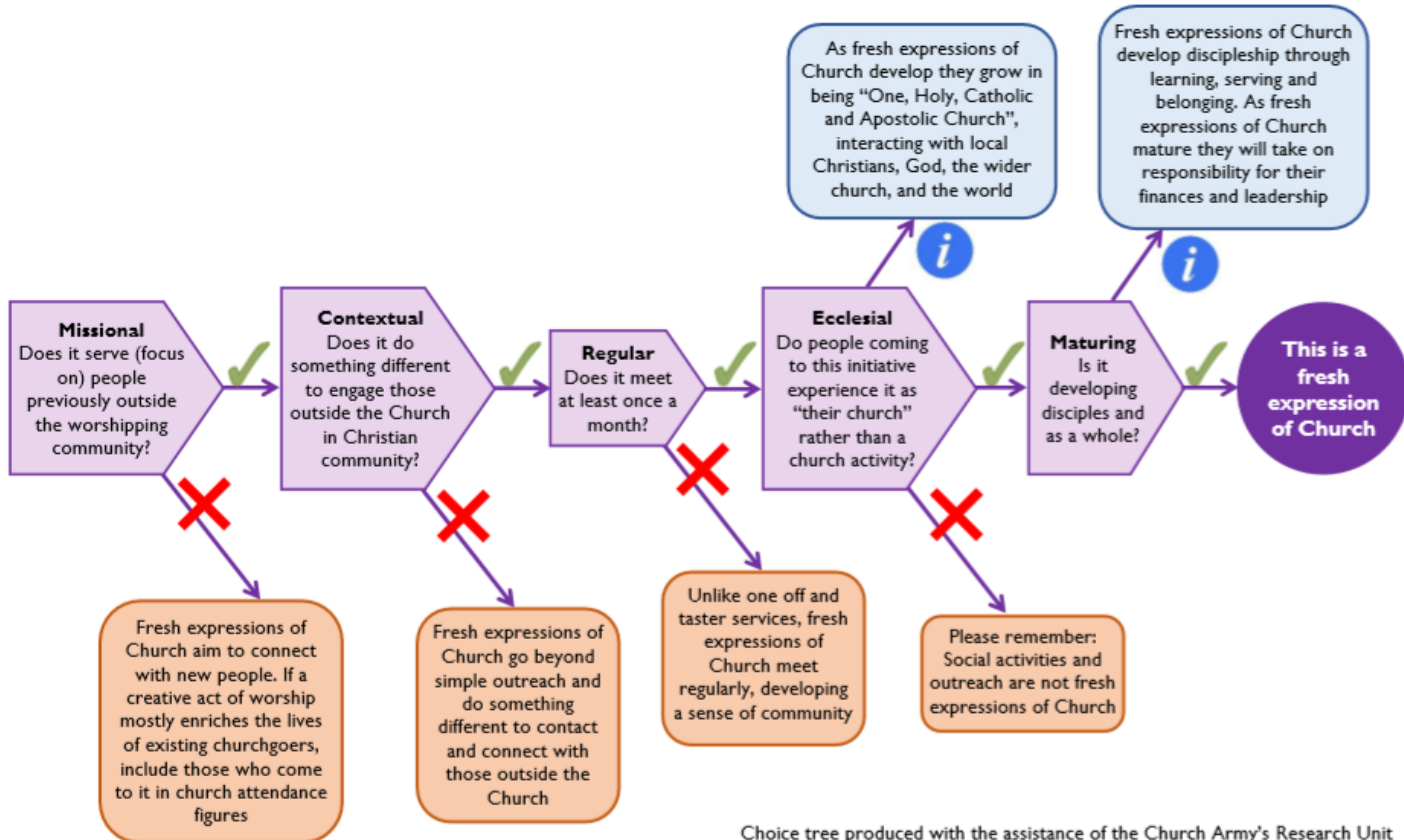 As fresh expressions of
Church develop they grow in
being “One, Holy, Catholic
and Apostolic Church”,
interacting with local
Christians, God, the wider
church, and the world
Fresh expressions of Church
develop discipleship through
learning, serving and
belonging. As fresh
expressions of Church
mature they will take on
responsibility for their
finances and leadership
i
i
Missional
Does it serve (focus
on) people
previously outside
the worshipping
community?
Contextual
Does it do
something different
to engage those
outside the Church
in Christian
community?
Regular
Does it meet
at least once a
month?
Ecclesial
Do people coming
to this initiative
experience it as
“their church”
rather than a
church activity?
Maturing
Is it
developing
disciples and
as a whole?
This is a
fresh
expression
of Church
Fresh expressions of
Church aim to connect
with new people. If a
creative act of worship
mostly enriches the lives
of existing churchgoers,
include those who come
to it in church attendance
figures
Fresh expressions of
Church go beyond
simple outreach and
do something
different to contact
and connect with
those outside the
Church
Unlike one off and
taster services, fresh
expressions of
Church meet
regularly, developing
a sense of community
Please remember:
Social activities and
outreach are not fresh
expressions of Church
Choice tree produced with the assistance of the Church Army’s Research Unit